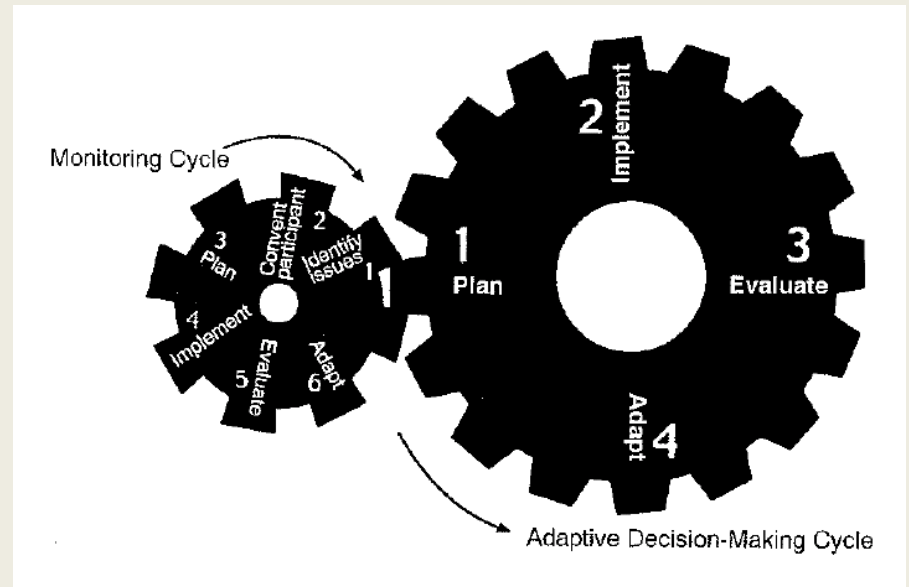 Monitoring Cycle
1
Identify
Issues
2
Convent
participant
3
Plan
4
Implement
5
Evaluate
6
Adapt
1
Plan
2
Implement
3
Evaluate
4
Adapt
Adaptive Decision-Making Cycle